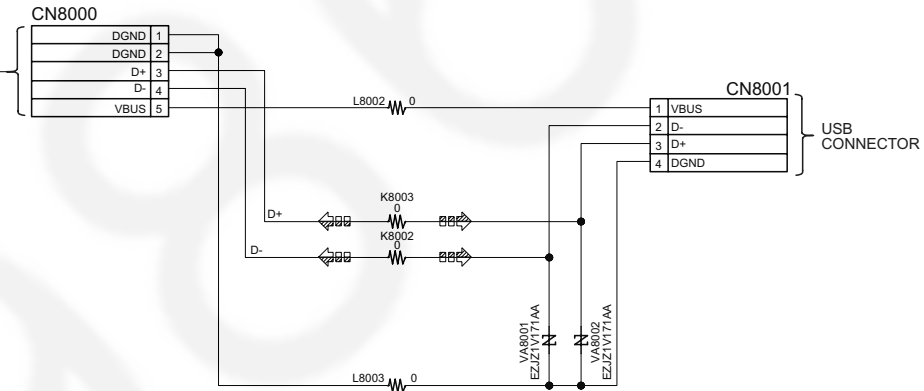 CN8000
DGND 1
DGND 2
D+ 3
D- 4
VBUS 5
L8002 0
CN8001
1 VBUS
2 D-
3 D+
4 DGND
USB
CONNECTOR
K8003
0
D+
K8002
0
D-
VA8001
EZJZ1V171AA
VA8002
EZJZ1V171AA
L8003 0